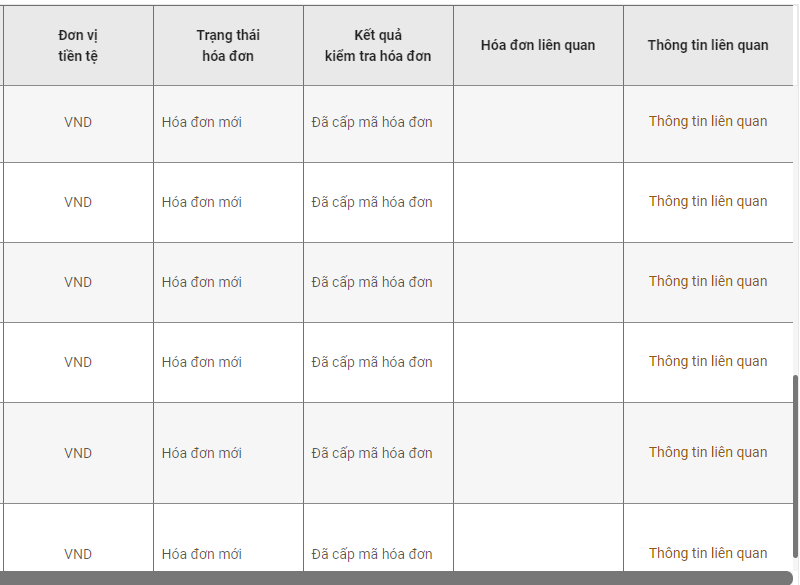 Đơn vị
tiền tệ
Trạng thái
hóa đơn
Kết quả
kiểm tra hóa đơn
Hóa đơn liên quan
Thông tin liên quan
VND
Hóa đơn mới
Đã cấp mã hóa đơn
Thông tin liên quan
VND
Hóa đơn mới
Đã cấp mã hóa đơn
Thông tin liên quan
VND
Hóa đơn mới
Đã cấp mã hóa đơn
Thông tin liên quan
VND
Hóa đơn mới
Đã cấp mã hóa đơn
Thông tin liên quan
VND
Hóa đơn mới
Đã cấp mã hóa đơn
Thông tin liên quan
VND
Hóa đơn mới
Đã cấp mã hóa đơn
Thông tin liên quan